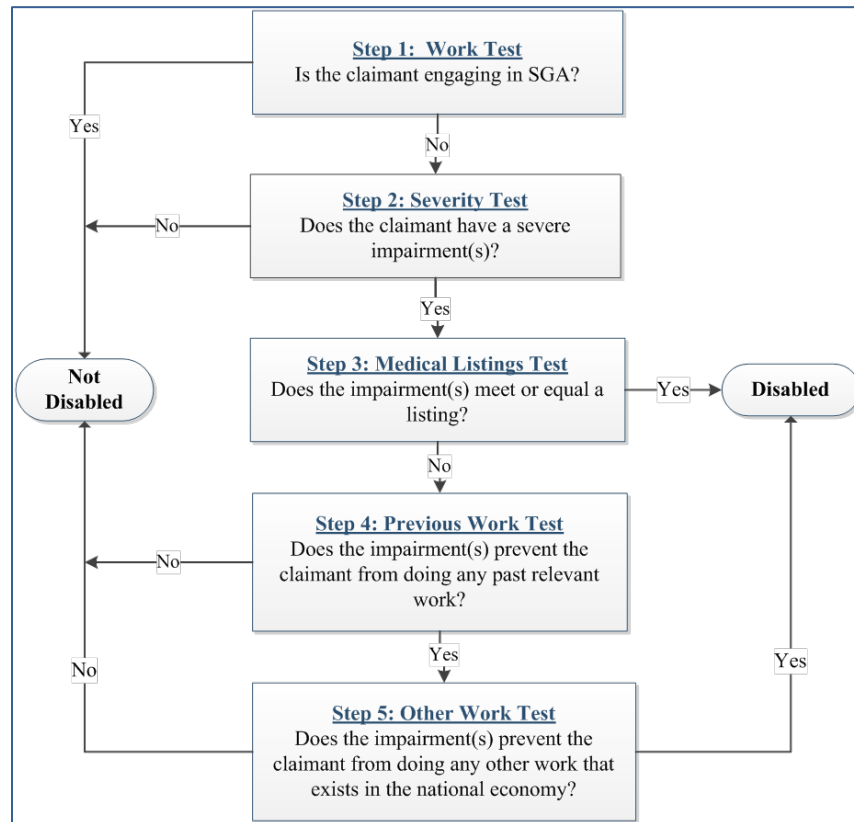 Step 1: Work Test
Is the claimant engaging in SGA?
Yes
No
Step 2: Severity Test
Does the claimant have a severe
impairment(s)?
No
Yes
Step 3: Medical Listings Test
Does the impairment(s) meet or equal a
listing?
Not
Disabled
Yes
Disabled
No
Step 4: Previous Work Test
Does the impairment(s) prevent the
claimant from doing any past relevant
work?
No
Yes
Step 5: Other Work Test
Does the impairment(s) prevent the
claimant from doing any other work that
exists in the national economy?
No
Yes